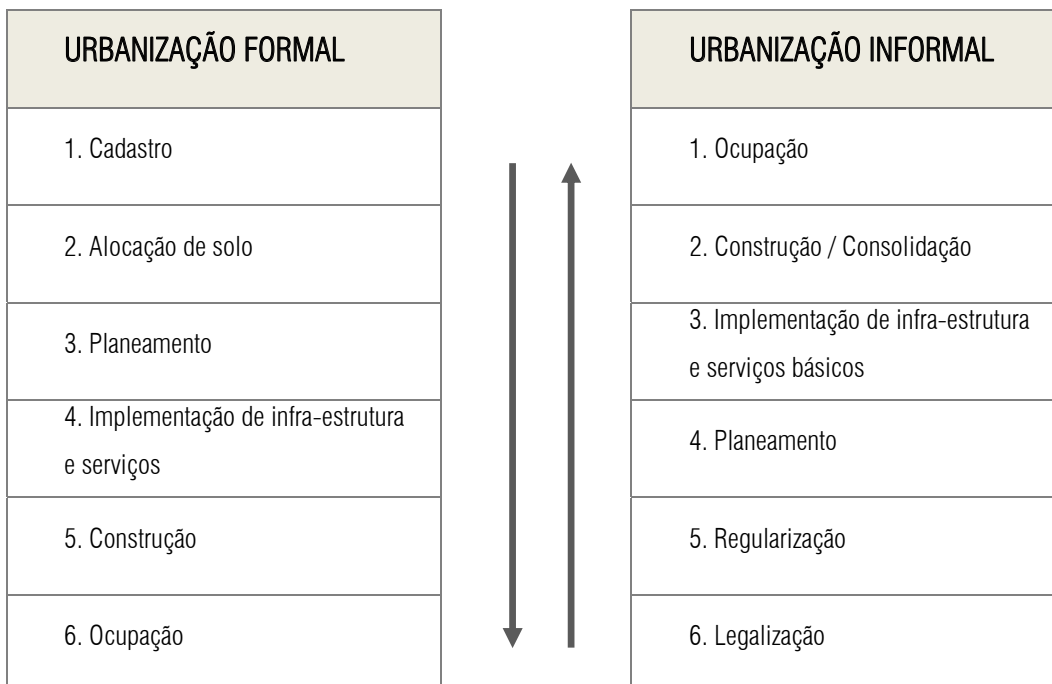 URBANIZAÇÃO FORMAL
1. Cadastro
2. Alocação de solo
3. Planeamento
4. Implementação de infra-estrutura
e serviços
5. Construção
6. Ocupação
URBANIZAÇÃO INFORMAL
1. Ocupação
2. Construção / Consolidação
3. Implementação de infra-estrutura
e serviços básicos
4. Planeamento
5. Regularização
6. Legalização